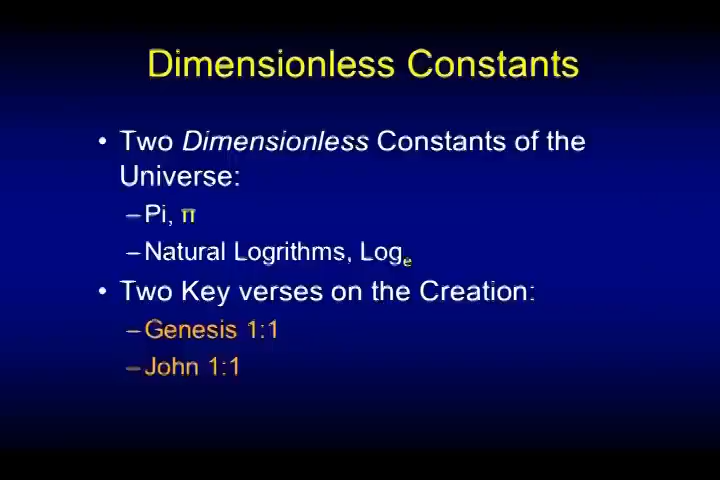 Dimensionless Constants
• Two Dimensionless Constants of the
Universe:
–Pi, π
–Natural Logrithms, Logₑ
• Two Key verses on the Creation:
–Genesis 1:1
–John 1:1